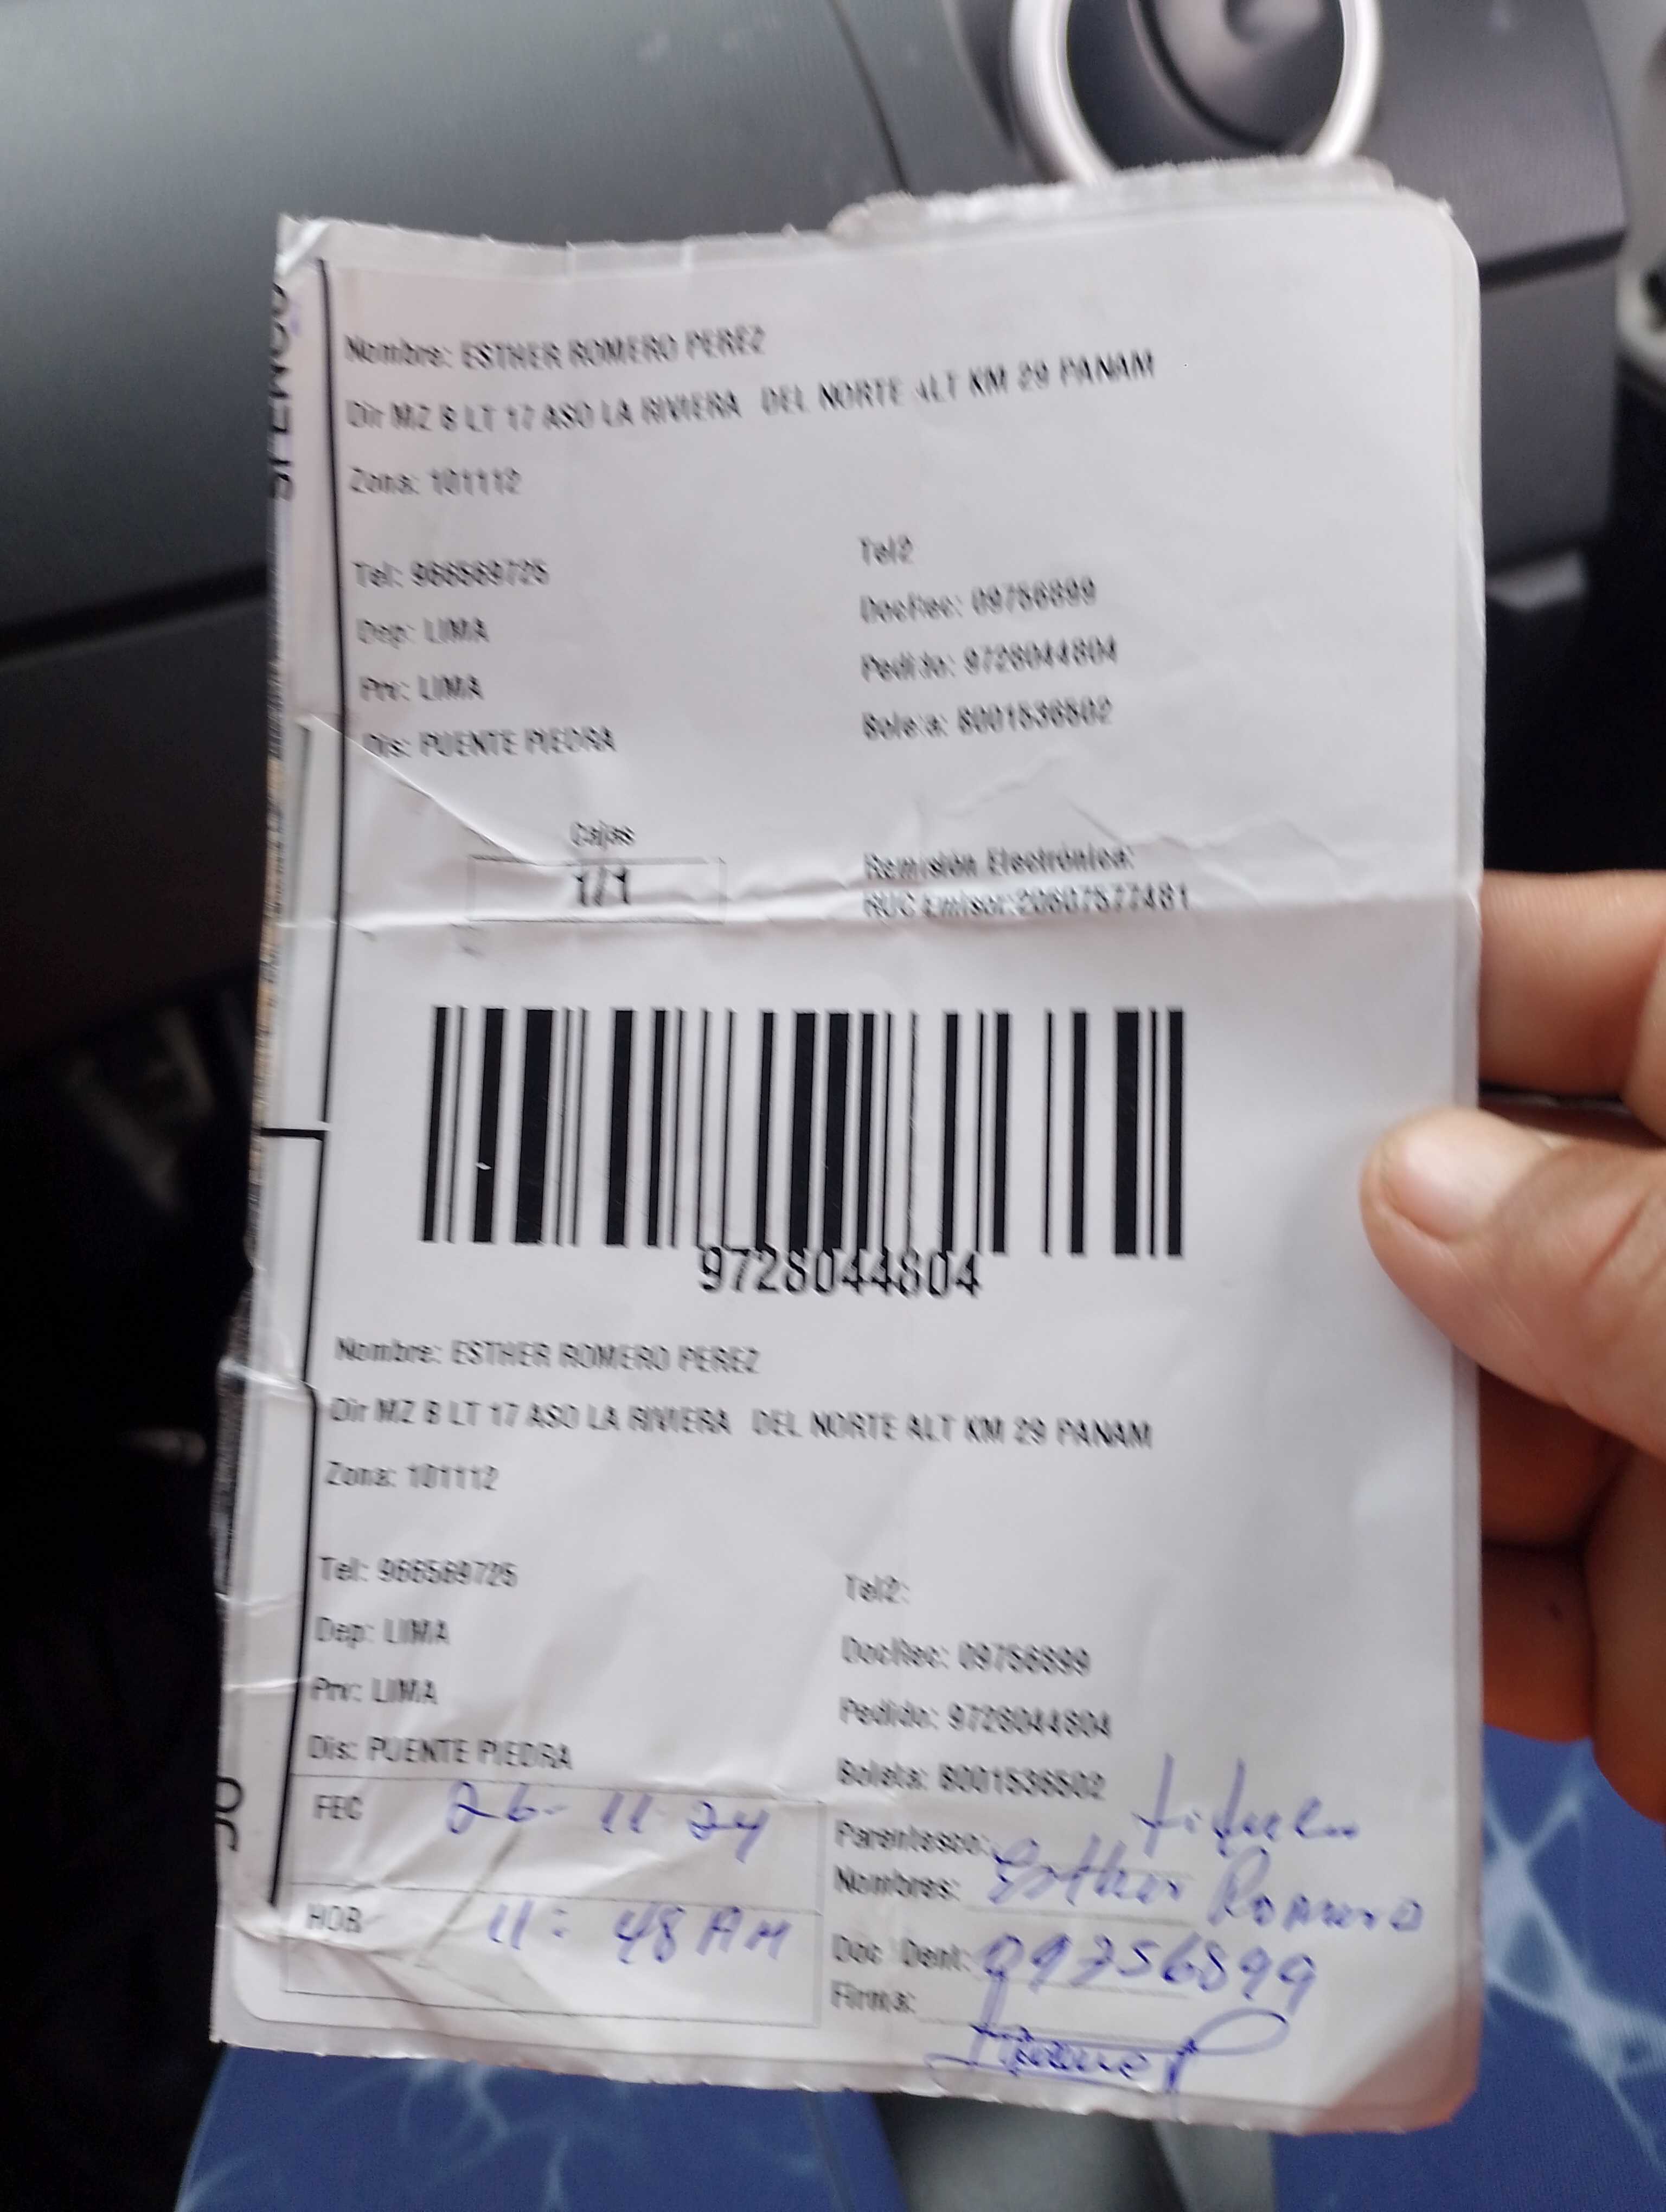 Nombre: ESTHER ROMERO PEREZ
Dir MZ B LT 17 ASO LA RIVIERA DEL NORTE ALT KM 29 PANAM
Zona: 101112
Tel: 966569725
Tel2
Dep: LIMA
DocRec: 09756899
Prv: LIMA
Pedido: 9728044804
Dis: PUENTE PIEDRA
Boleta: 8001536502
Cajas
1/1
Remisión Electrónica:
RUC Emisor:20607577481
9728044804
Nombre: ESTHER ROMERO PEREZ
Dir MZ B LT 17 ASO LA RIVIERA DEL NORTE ALT KM 29 PANAM
Zona: 101112
Tel: 966569725
Tel2:
Dep: LIMA
DocRec: 09756899
Prv: LIMA
Pedido: 9728044804
Dis: PUENTE PIEDRA
Boleta: 8001536502
FEC 26-11 24
Parentesco: titular
Nombres: Esther Romero
HOR 11:48 AM
Doc Dent: 09756899
Firma: